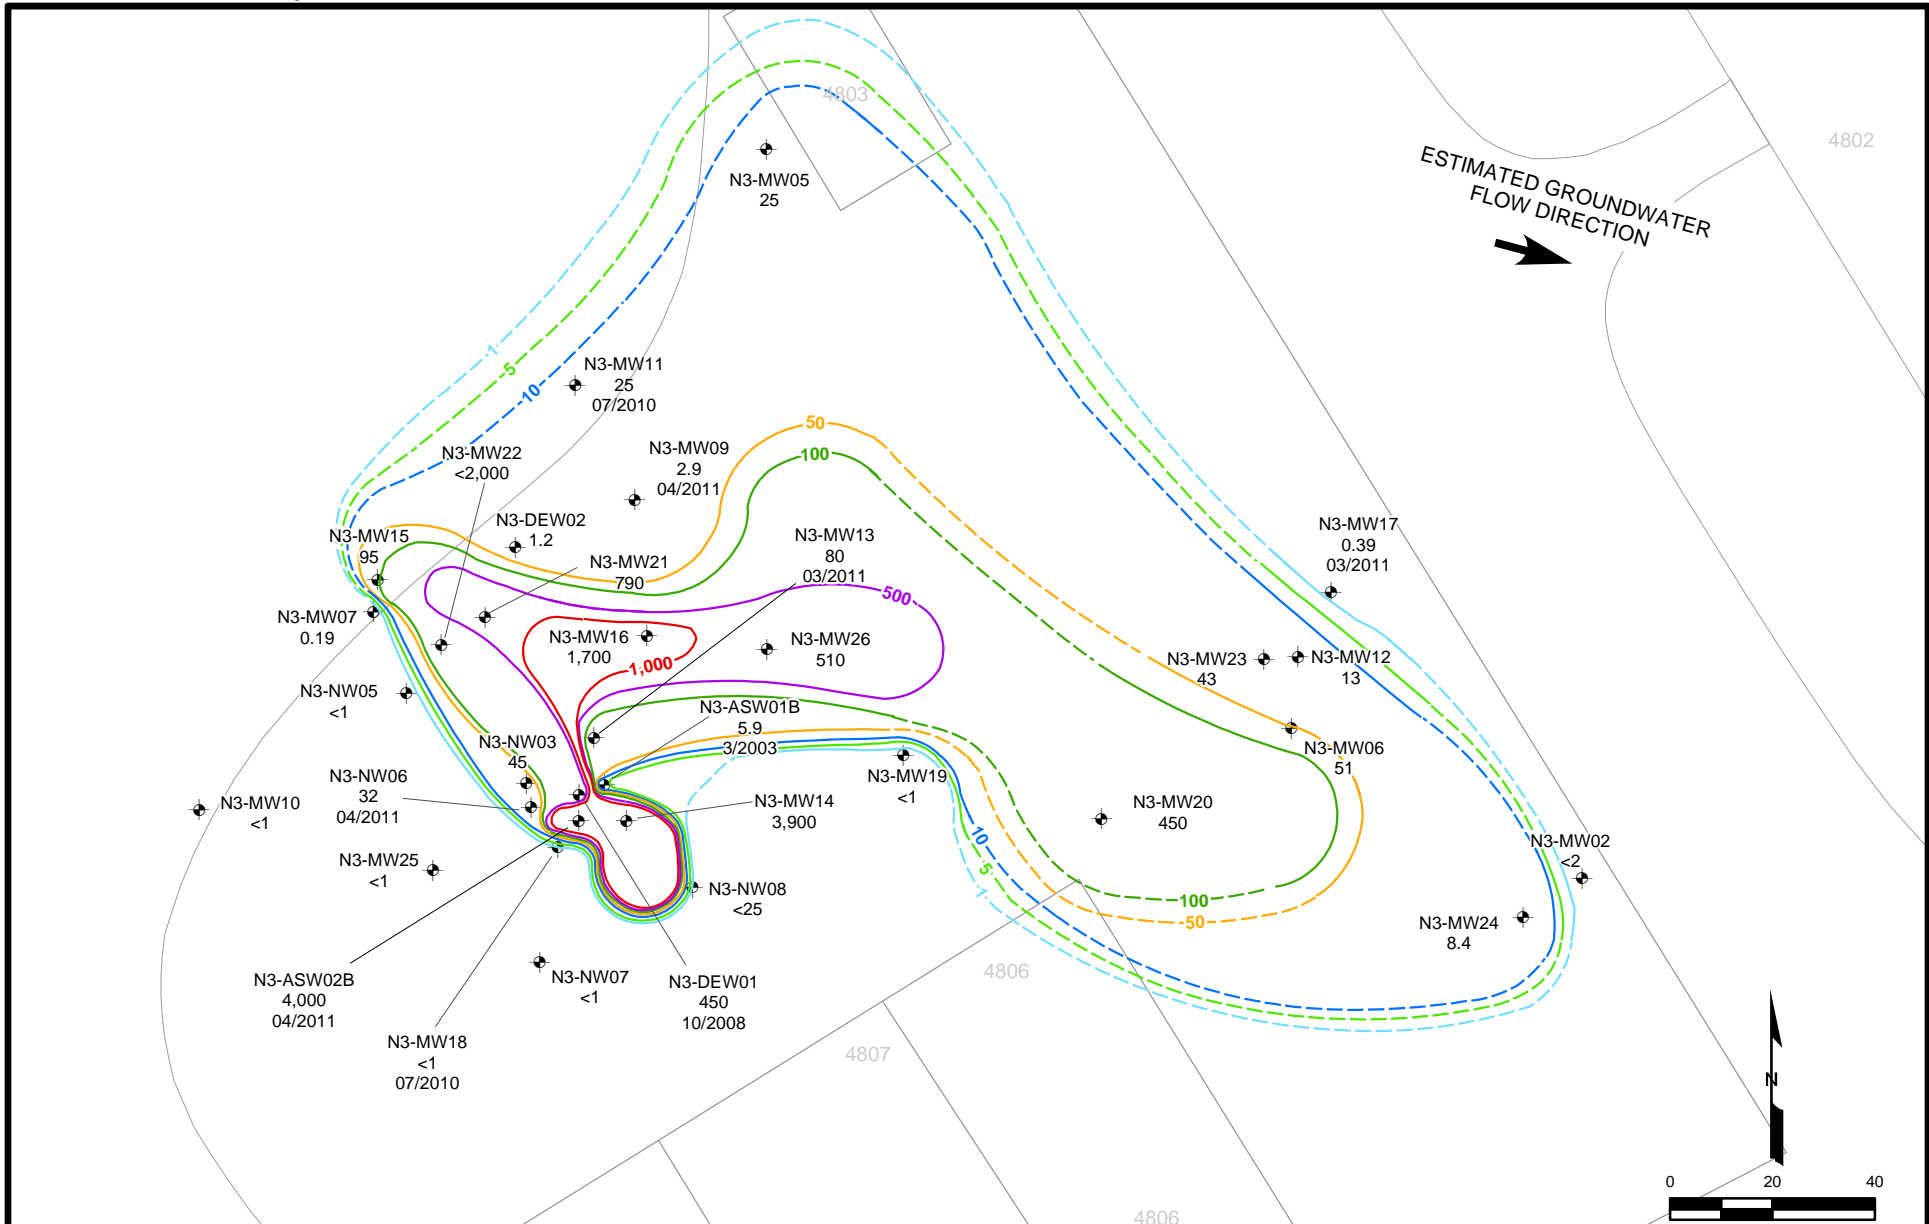 4803
4802
ESTIMATED GROUNDWATER
FLOW DIRECTION
N3-MW05
25
1
5
10
N3-MW11
25
07/2010
N3-MW22
<2,000
N3-MW09
2.9
04/2011
50
100
N3-DEW02
1.2
N3-MW15
95
N3-MW21
790
N3-MW13
80
03/2011
500
N3-MW17
0.39
03/2011
N3-MW07
0.19
N3-MW16
1,700
1,000
N3-MW26
510
N3-MW23
43
N3-MW12
13
N3-NW05
<1
N3-ASW01B
5.9
3/2003
N3-NW03
45
N3-MW06
51
N3-NW06
32
04/2011
N3-MW19
<1
N3-MW10
<1
N3-MW14
3,900
N3-MW20
450
10
5
1
N3-MW02
<2
N3-MW25
<1
N3-NW08
<25
100
50
N3-MW24
8.4
N3-ASW02B
4,000
04/2011
N3-NW07
<1
N3-DEW01
450
10/2008
4806
N3-MW18
<1
07/2010
4807
N
0 20 40
4806